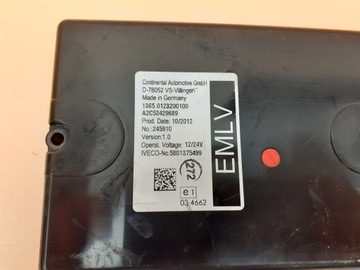 Continental Automotive GmbH
D-78052 VS-Villingen
Made in Germany
1365.0123200100
A2C53429689
Prod. Date: 10/2012
No.:245910
Version:1.0
Operat. Voltage: 12/24V
IVECO-No.:5801375499
EMLV
272
e1
03 4662